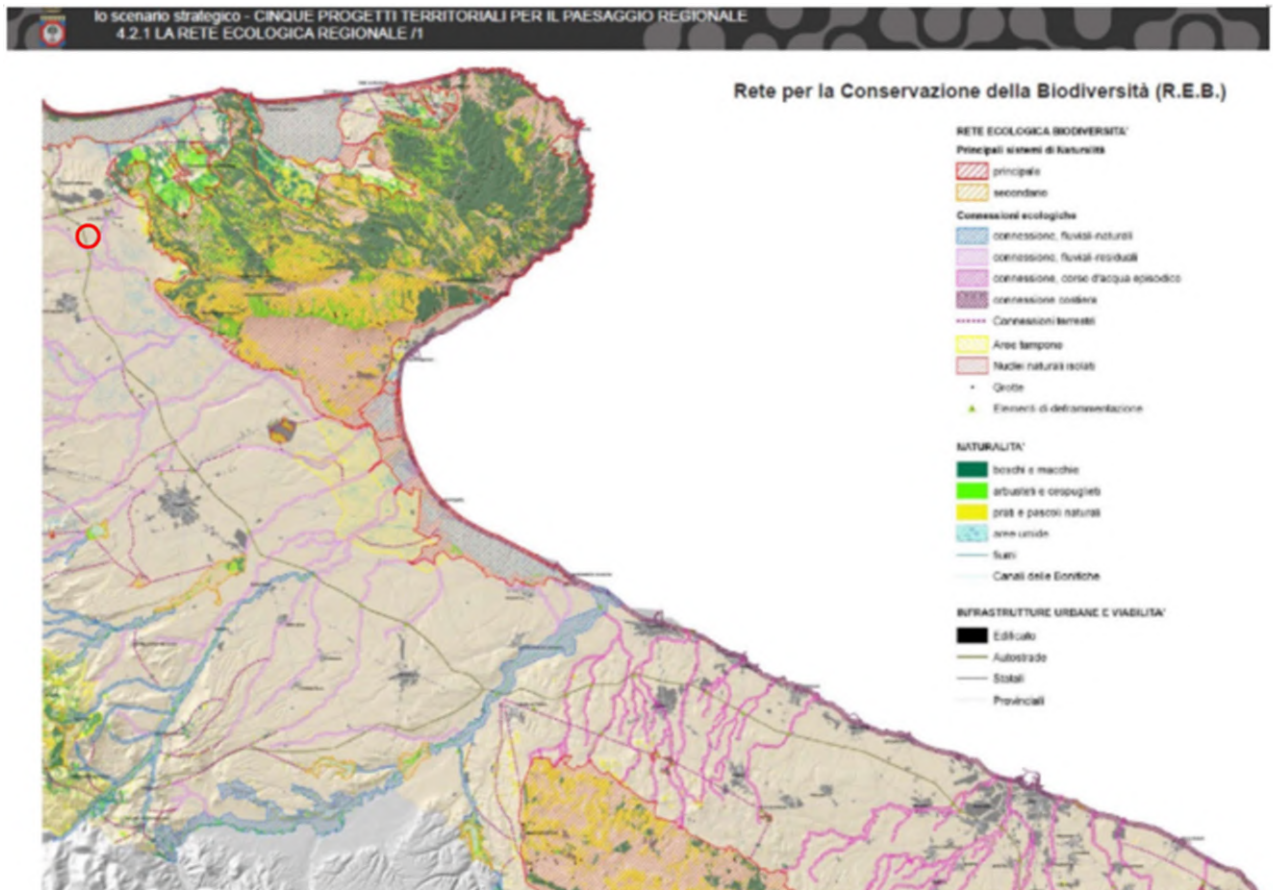 lo scenario strategico - CINQUE PROGETTI TERRITORIALI PER IL PAESAGGIO REGIONALE
4.2.1 LA RETE ECOLOGICA REGIONALE /1
Rete per la Conservazione della Biodiversità (R.E.B.)
RETE ECOLOGICA BIODIVERSITA'
Principali sistemi di Naturalità
principale
secondario
Connessioni ecologiche
connessione, fluviali-naturali
connessione, fluviali-residuali
connessione, corso d'acqua episodico
connessione costiera
Connessioni terrestri
Aree tampone
Nuclei naturali isolati
Grotte
Elementi di deframmentazione
NATURALITA'
boschi e macchie
arbusteti e cespuglieti
prati e pascoli naturali
aree umide
fiumi
Canali delle Bonifiche
INFRASTRUTTURE URBANE E VIABILITA'
Edificato
Autostrade
Statali
Provinciali